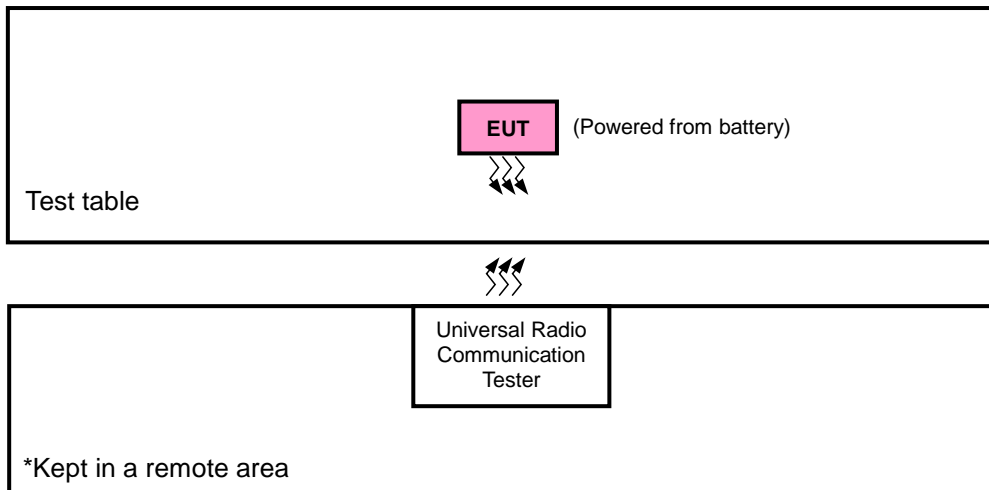 EUT
(Powered from battery)
Test table
Universal Radio
Communication
Tester
*Kept in a remote area